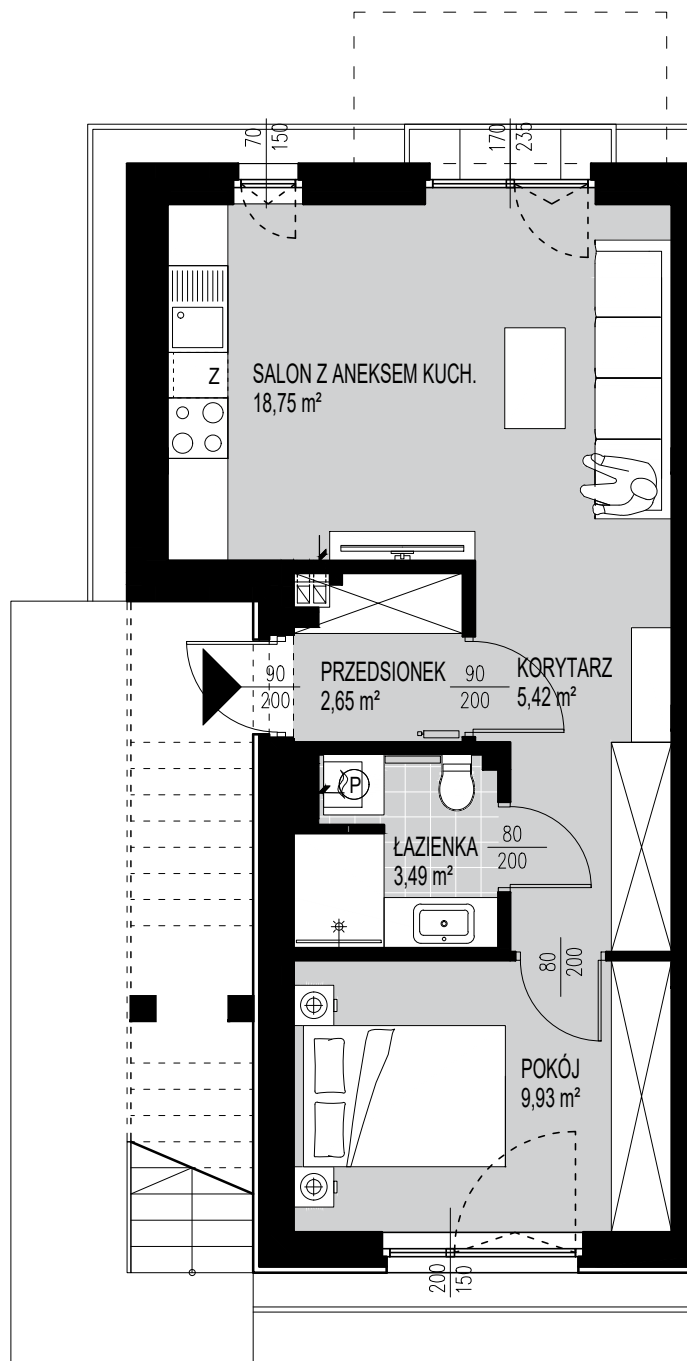 70
150
170
235
Z
SALON Z ANEKSEM KUCH.
18,75 m²
90
200
PRZEDSIONEK
2,65 m²
90
200
KORYTARZ
5,42 m²
P
ŁAZIENKA
3,49 m²
80
200
80
200
POKÓJ
9,93 m²
200
150